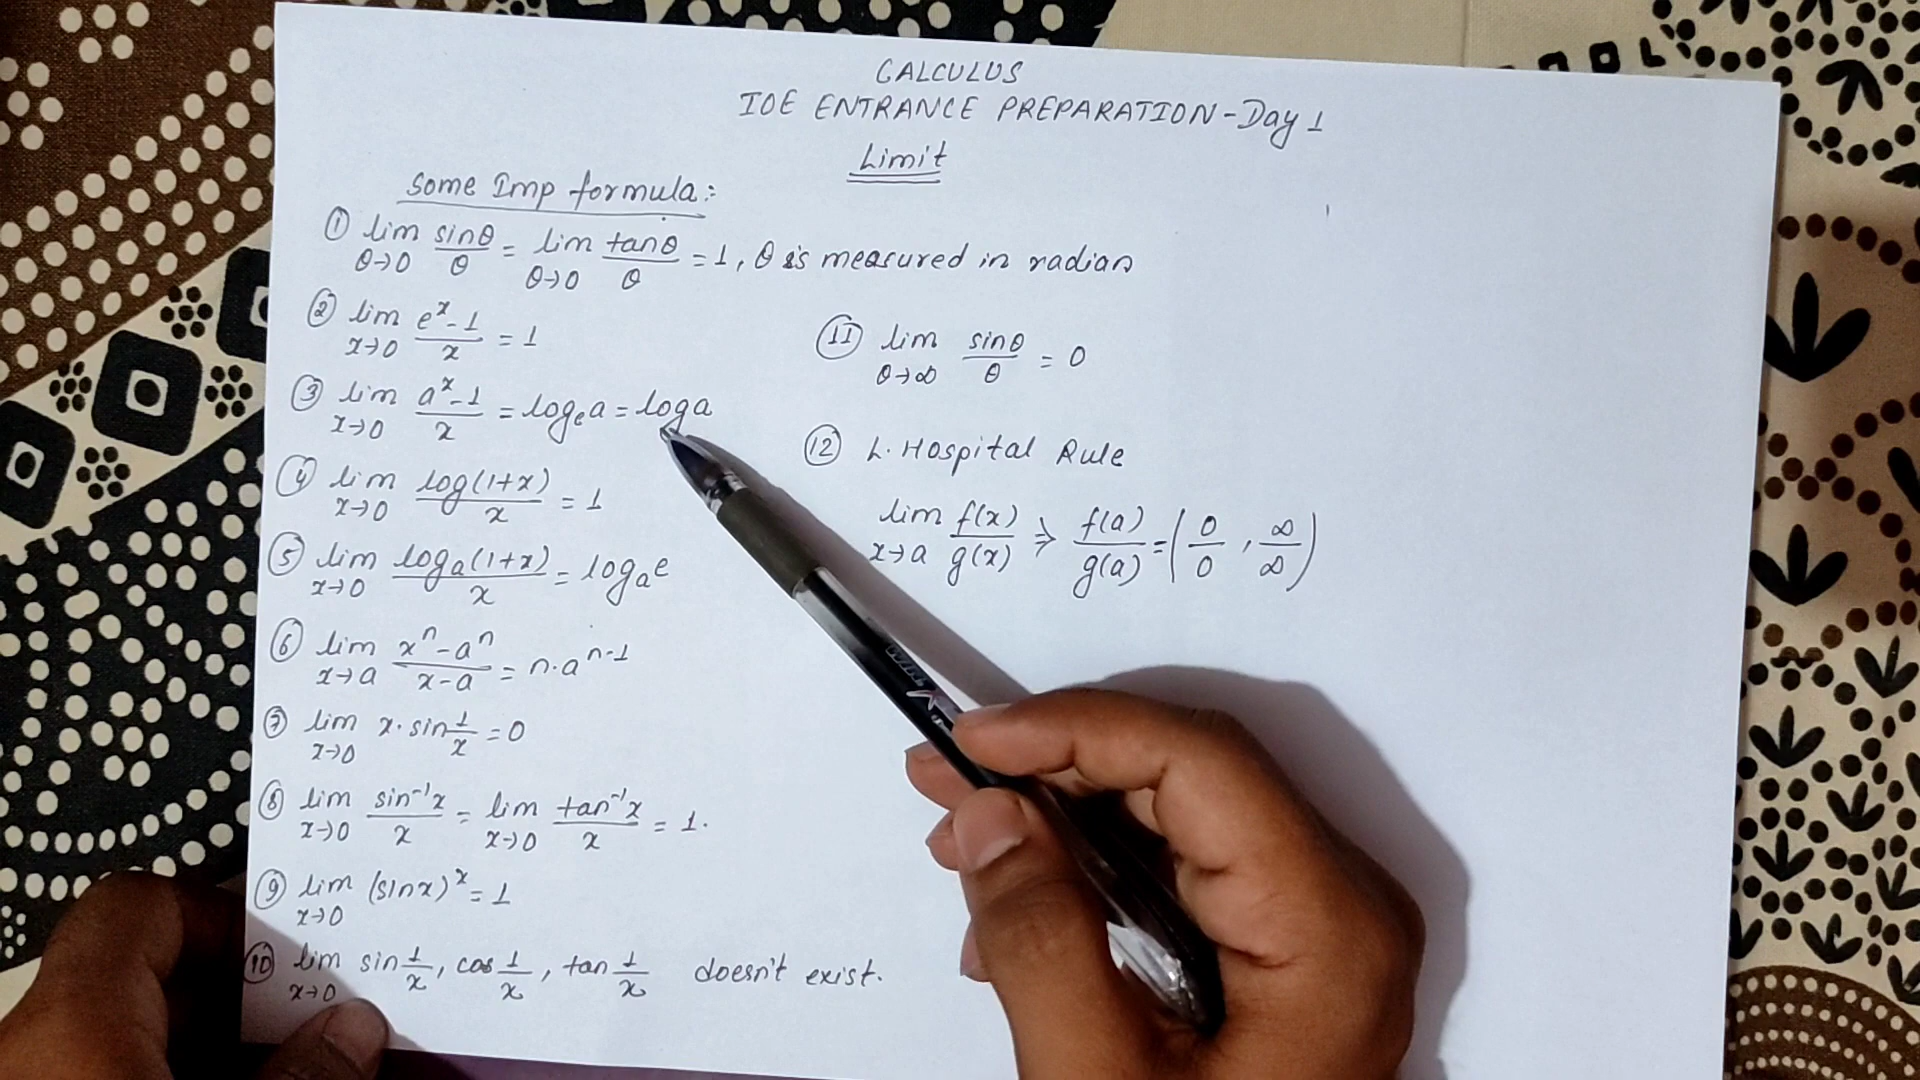 CALCULUS
IOE ENTRANCE PREPARATION - Day 1
Limit
Some Imp formula:
① lim θ→0 sinθ/θ = lim θ→0 tanθ/θ = 1, θ is measured in radian
② lim x→0 (e^x - 1)/x = 1
③ lim x→0 (a^x - 1)/x = log_e a = log a
④ lim x→0 log(1+x)/x = 1
⑤ lim x→0 log_a(1+x)/x = log_a e
⑥ lim x→a (x^n - a^n)/(x - a) = n·a^(n-1)
⑦ lim x→0 x·sin 1/x = 0
⑧ lim x→0 sin⁻¹x/x = lim x→0 tan⁻¹x/x = 1.
⑨ lim x→0 (sinx)^x = 1
⑩ lim x→0 sin 1/x, cos 1/x, tan 1/x doesn't exist.
⑪ lim θ→∞ sinθ/θ = 0
⑫ L. Hospital Rule
lim x→a f(x)/g(x) ⇒ f(a)/g(a) = (0/0, ∞/∞)